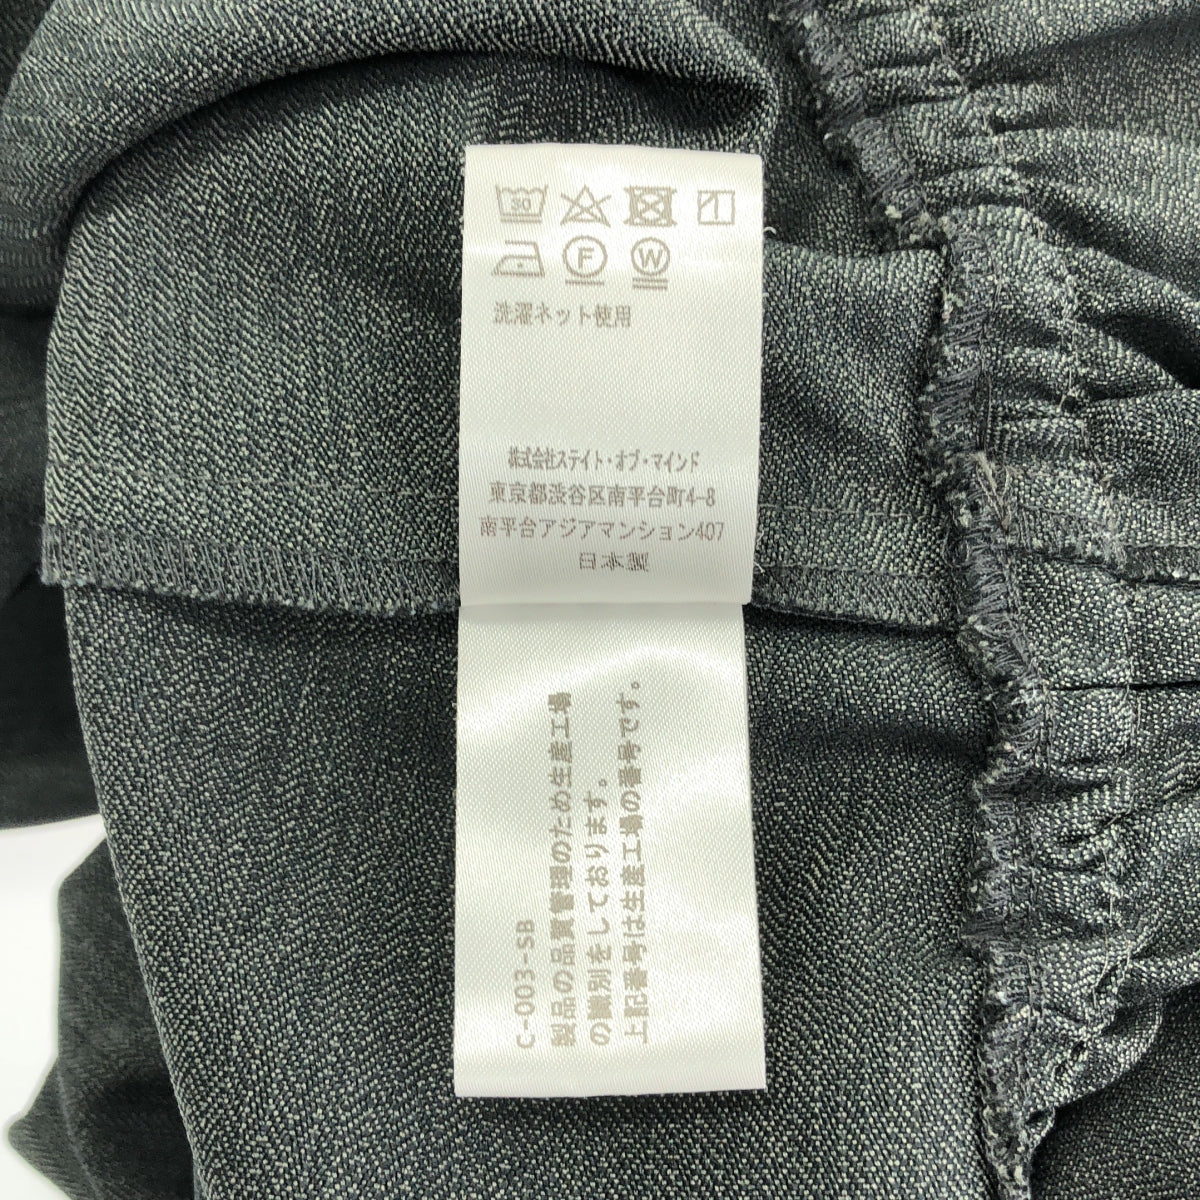 30
F
W
洗濯ネット使用
株式会社ステイト・オブ・マインド
東京都渋谷区南平台町4-8
南平台アジアマンション407
日本製
C-003-SB
製品の品質管理のため生産工場
の識別をしております。
上記番号は生産工場の番号です。